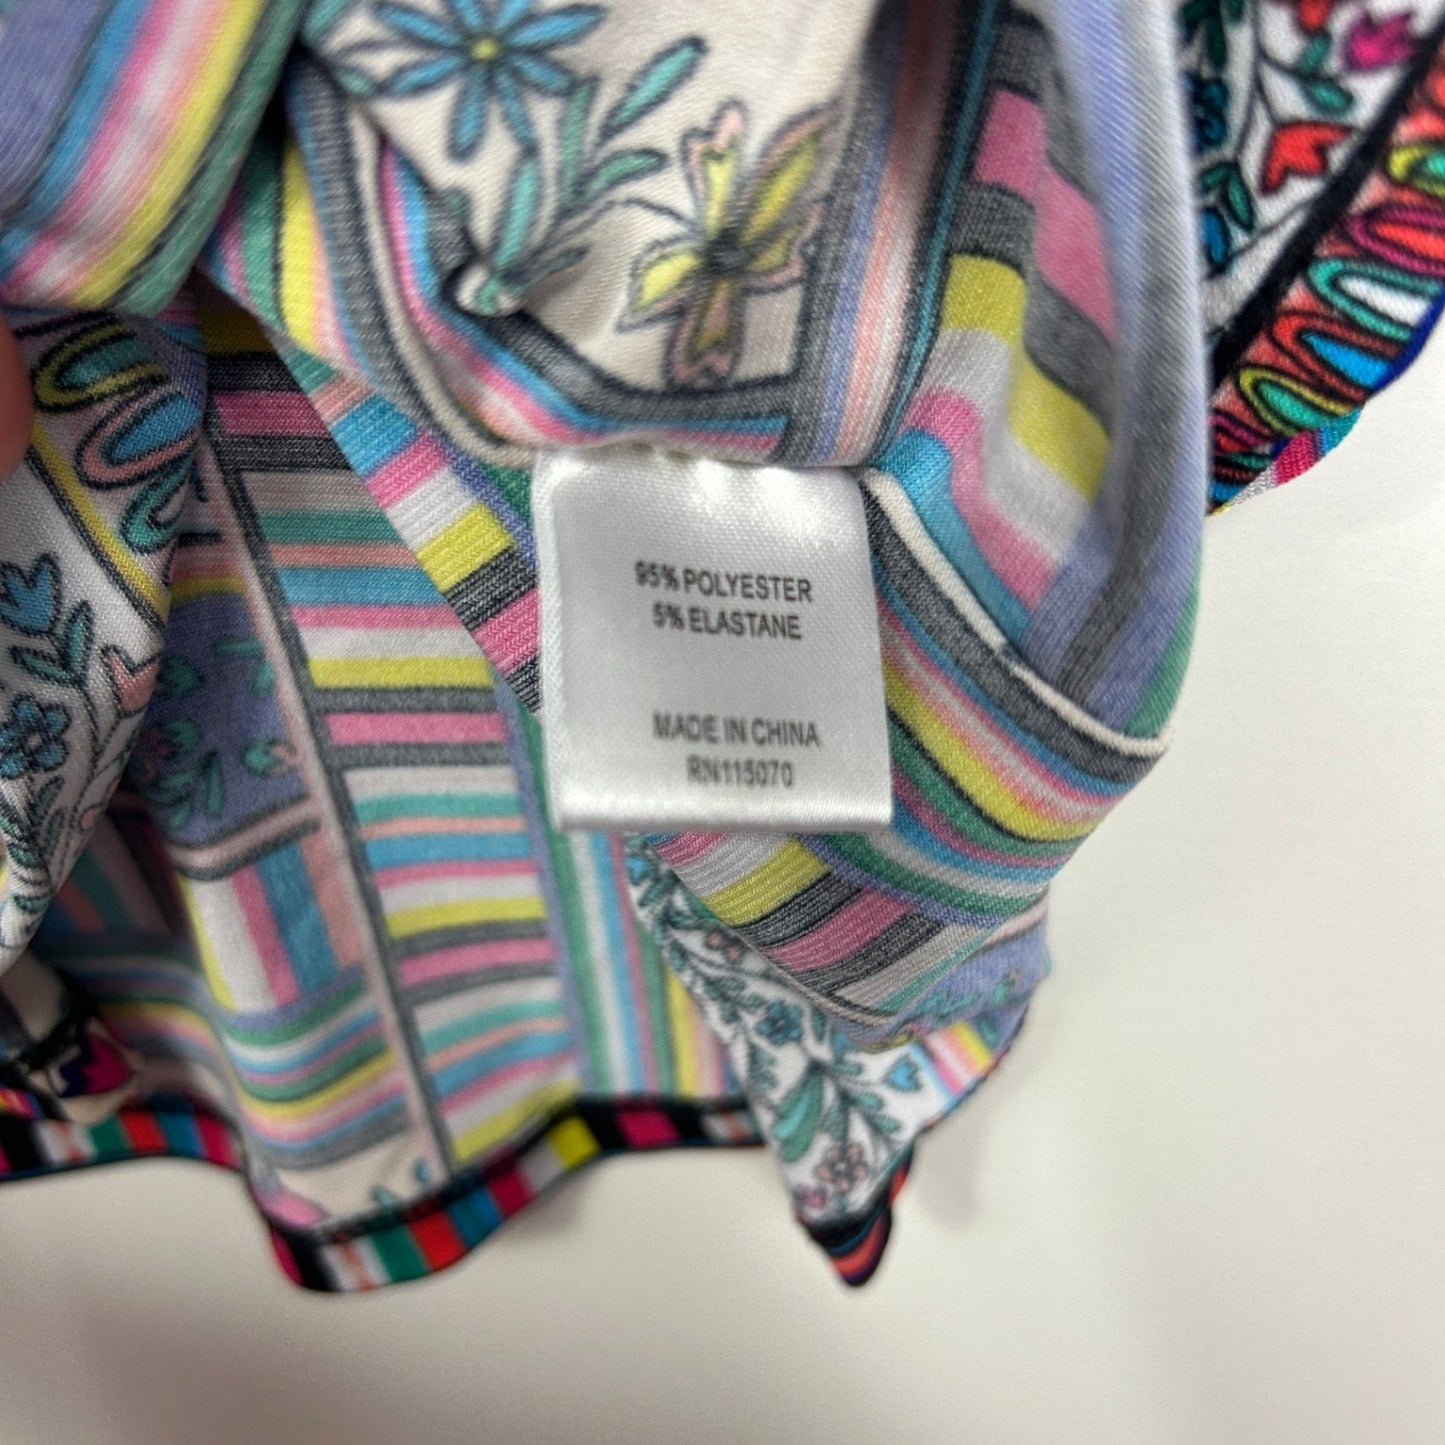 95% POLYESTER
5% ELASTANE
MADE IN CHINA
RN115070